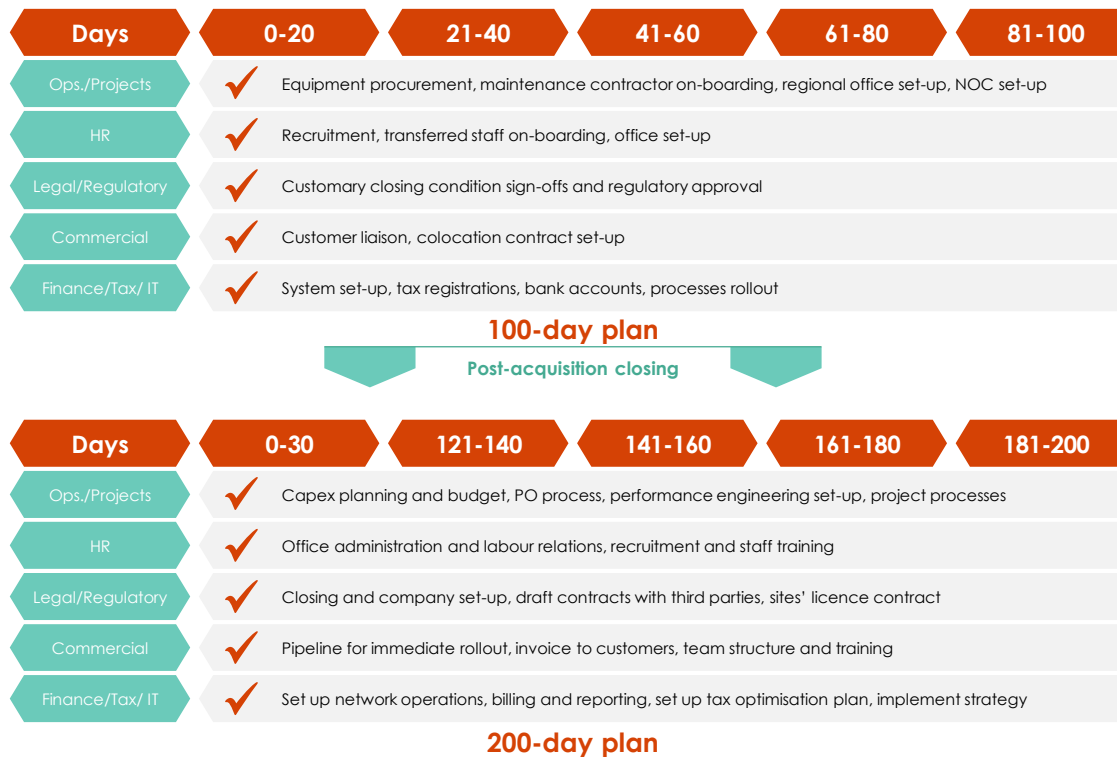 Days 0-20 21-40 41-60 61-80 81-100
Ops./Projects Equipment procurement, maintenance contractor on-boarding, regional office set-up, NOC set-up
HR Recruitment, transferred staff on-boarding, office set-up
Legal/Regulatory Customary closing condition sign-offs and regulatory approval
Commercial Customer liaison, colocation contract set-up
Finance/Tax/ IT System set-up, tax registrations, bank accounts, processes rollout
100-day plan
Post-acquisition closing
Days 0-30 121-140 141-160 161-180 181-200
Ops./Projects Capex planning and budget, PO process, performance engineering set-up, project processes
HR Office administration and labour relations, recruitment and staff training
Legal/Regulatory Closing and company set-up, draft contracts with third parties, sites’ licence contract
Commercial Pipeline for immediate rollout, invoice to customers, team structure and training
Finance/Tax/ IT Set up network operations, billing and reporting, set up tax optimisation plan, implement strategy
200-day plan